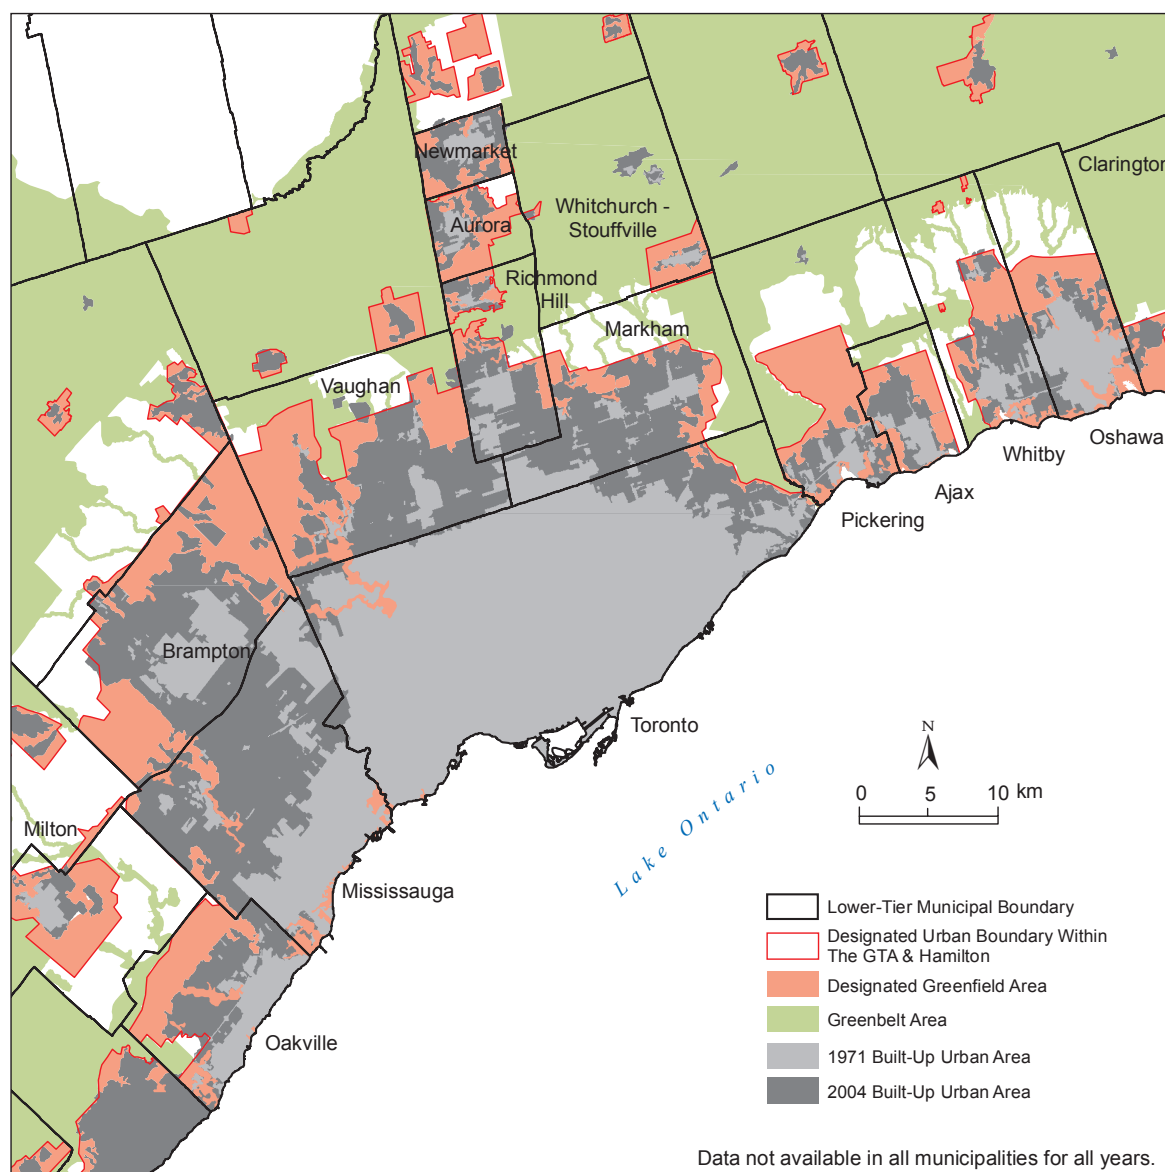 Newmarket
Clarington
Aurora
Whitchurch -
Stouffville
Richmond
Hill
Markham
Vaughan
Oshawa
Whitby
Ajax
Pickering
Brampton
Toronto
N
0 5 10 km
Lake Ontario
Milton
Mississauga
Oakville
Lower-Tier Municipal Boundary
Designated Urban Boundary Within
The GTA & Hamilton
Designated Greenfield Area
Greenbelt Area
1971 Built-Up Urban Area
2004 Built-Up Urban Area
Data not available in all municipalities for all years.